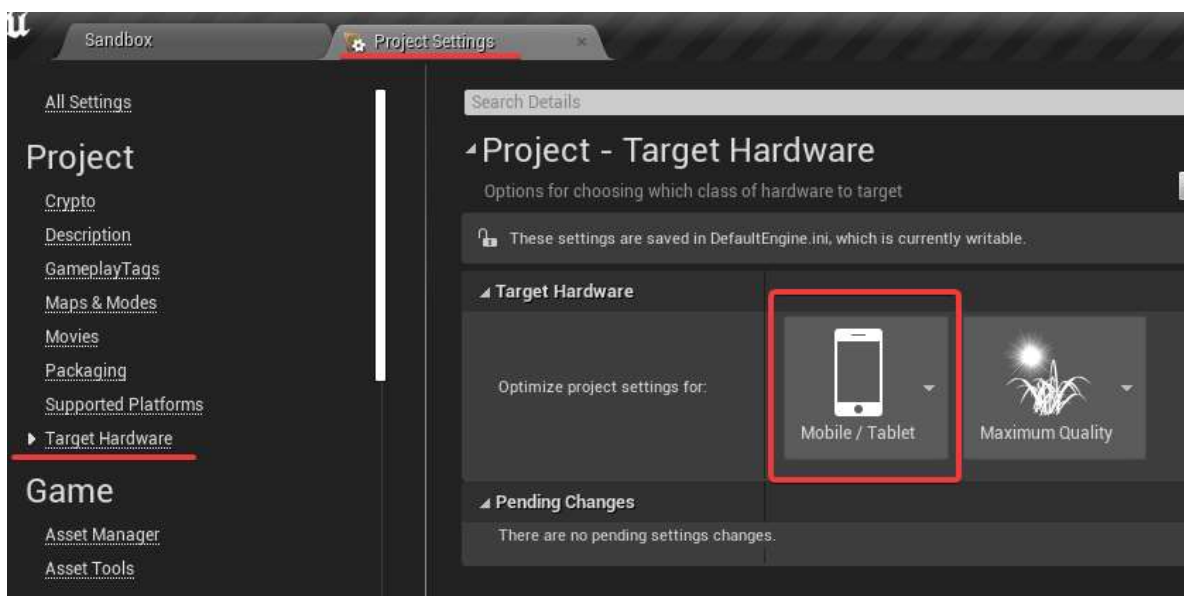 Sandbox
Project Settings
All Settings
Project
Crypto
Description
GameplayTags
Maps & Modes
Movies
Packaging
Supported Platforms
Target Hardware
Game
Asset Manager
Asset Tools
Search Details
Project - Target Hardware
Options for choosing which class of hardware to target
These settings are saved in DefaultEngine.ini, which is currently writable.
Target Hardware
Optimize project settings for:
Mobile / Tablet
Maximum Quality
Pending Changes
There are no pending settings changes.